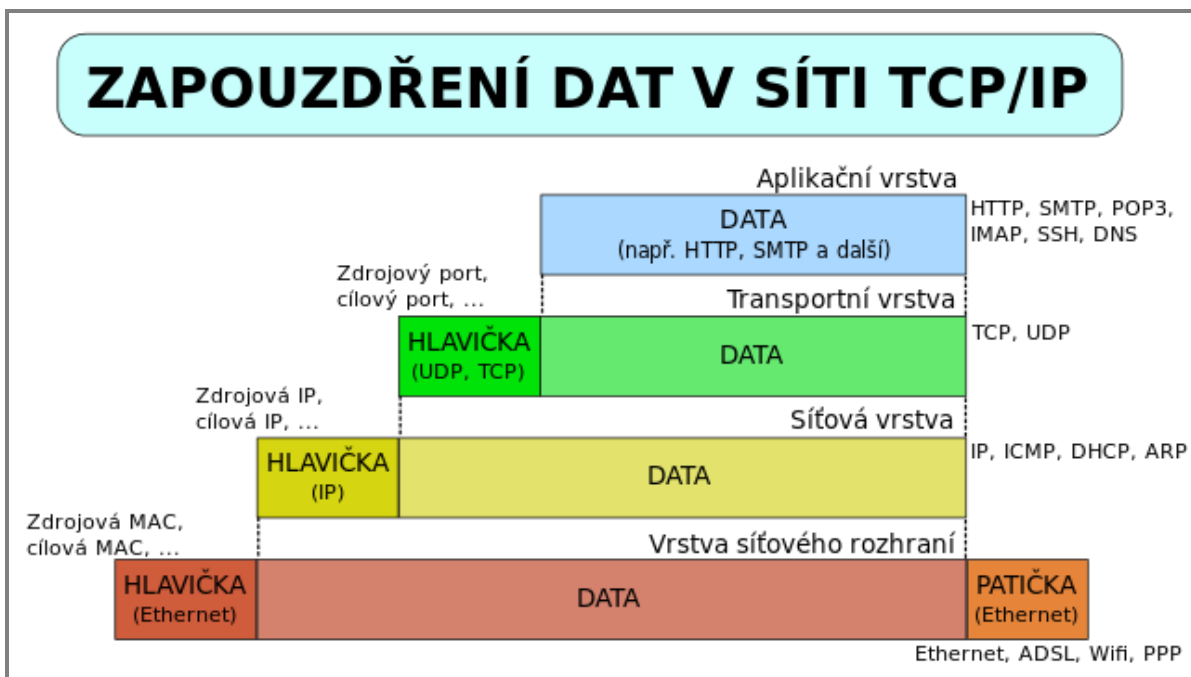 ZAPOUZDŘENÍ DAT V SÍTI TCP/IP
Aplikační vrstva
DATA
(např. HTTP, SMTP a další)
HTTP, SMTP, POP3,
IMAP, SSH, DNS
Zdrojový port,
cílový port, ...
Transportní vrstva
HLAVIČKA
(UDP, TCP)
DATA
TCP, UDP
Zdrojová IP,
cílová IP, ...
Síťová vrstva
HLAVIČKA
(IP)
DATA
IP, ICMP, DHCP, ARP
Zdrojová MAC,
cílová MAC, ...
Vrstva síťového rozhraní
HLAVIČKA
(Ethernet)
DATA
PATIČKA
(Ethernet)
Ethernet, ADSL, Wifi, PPP